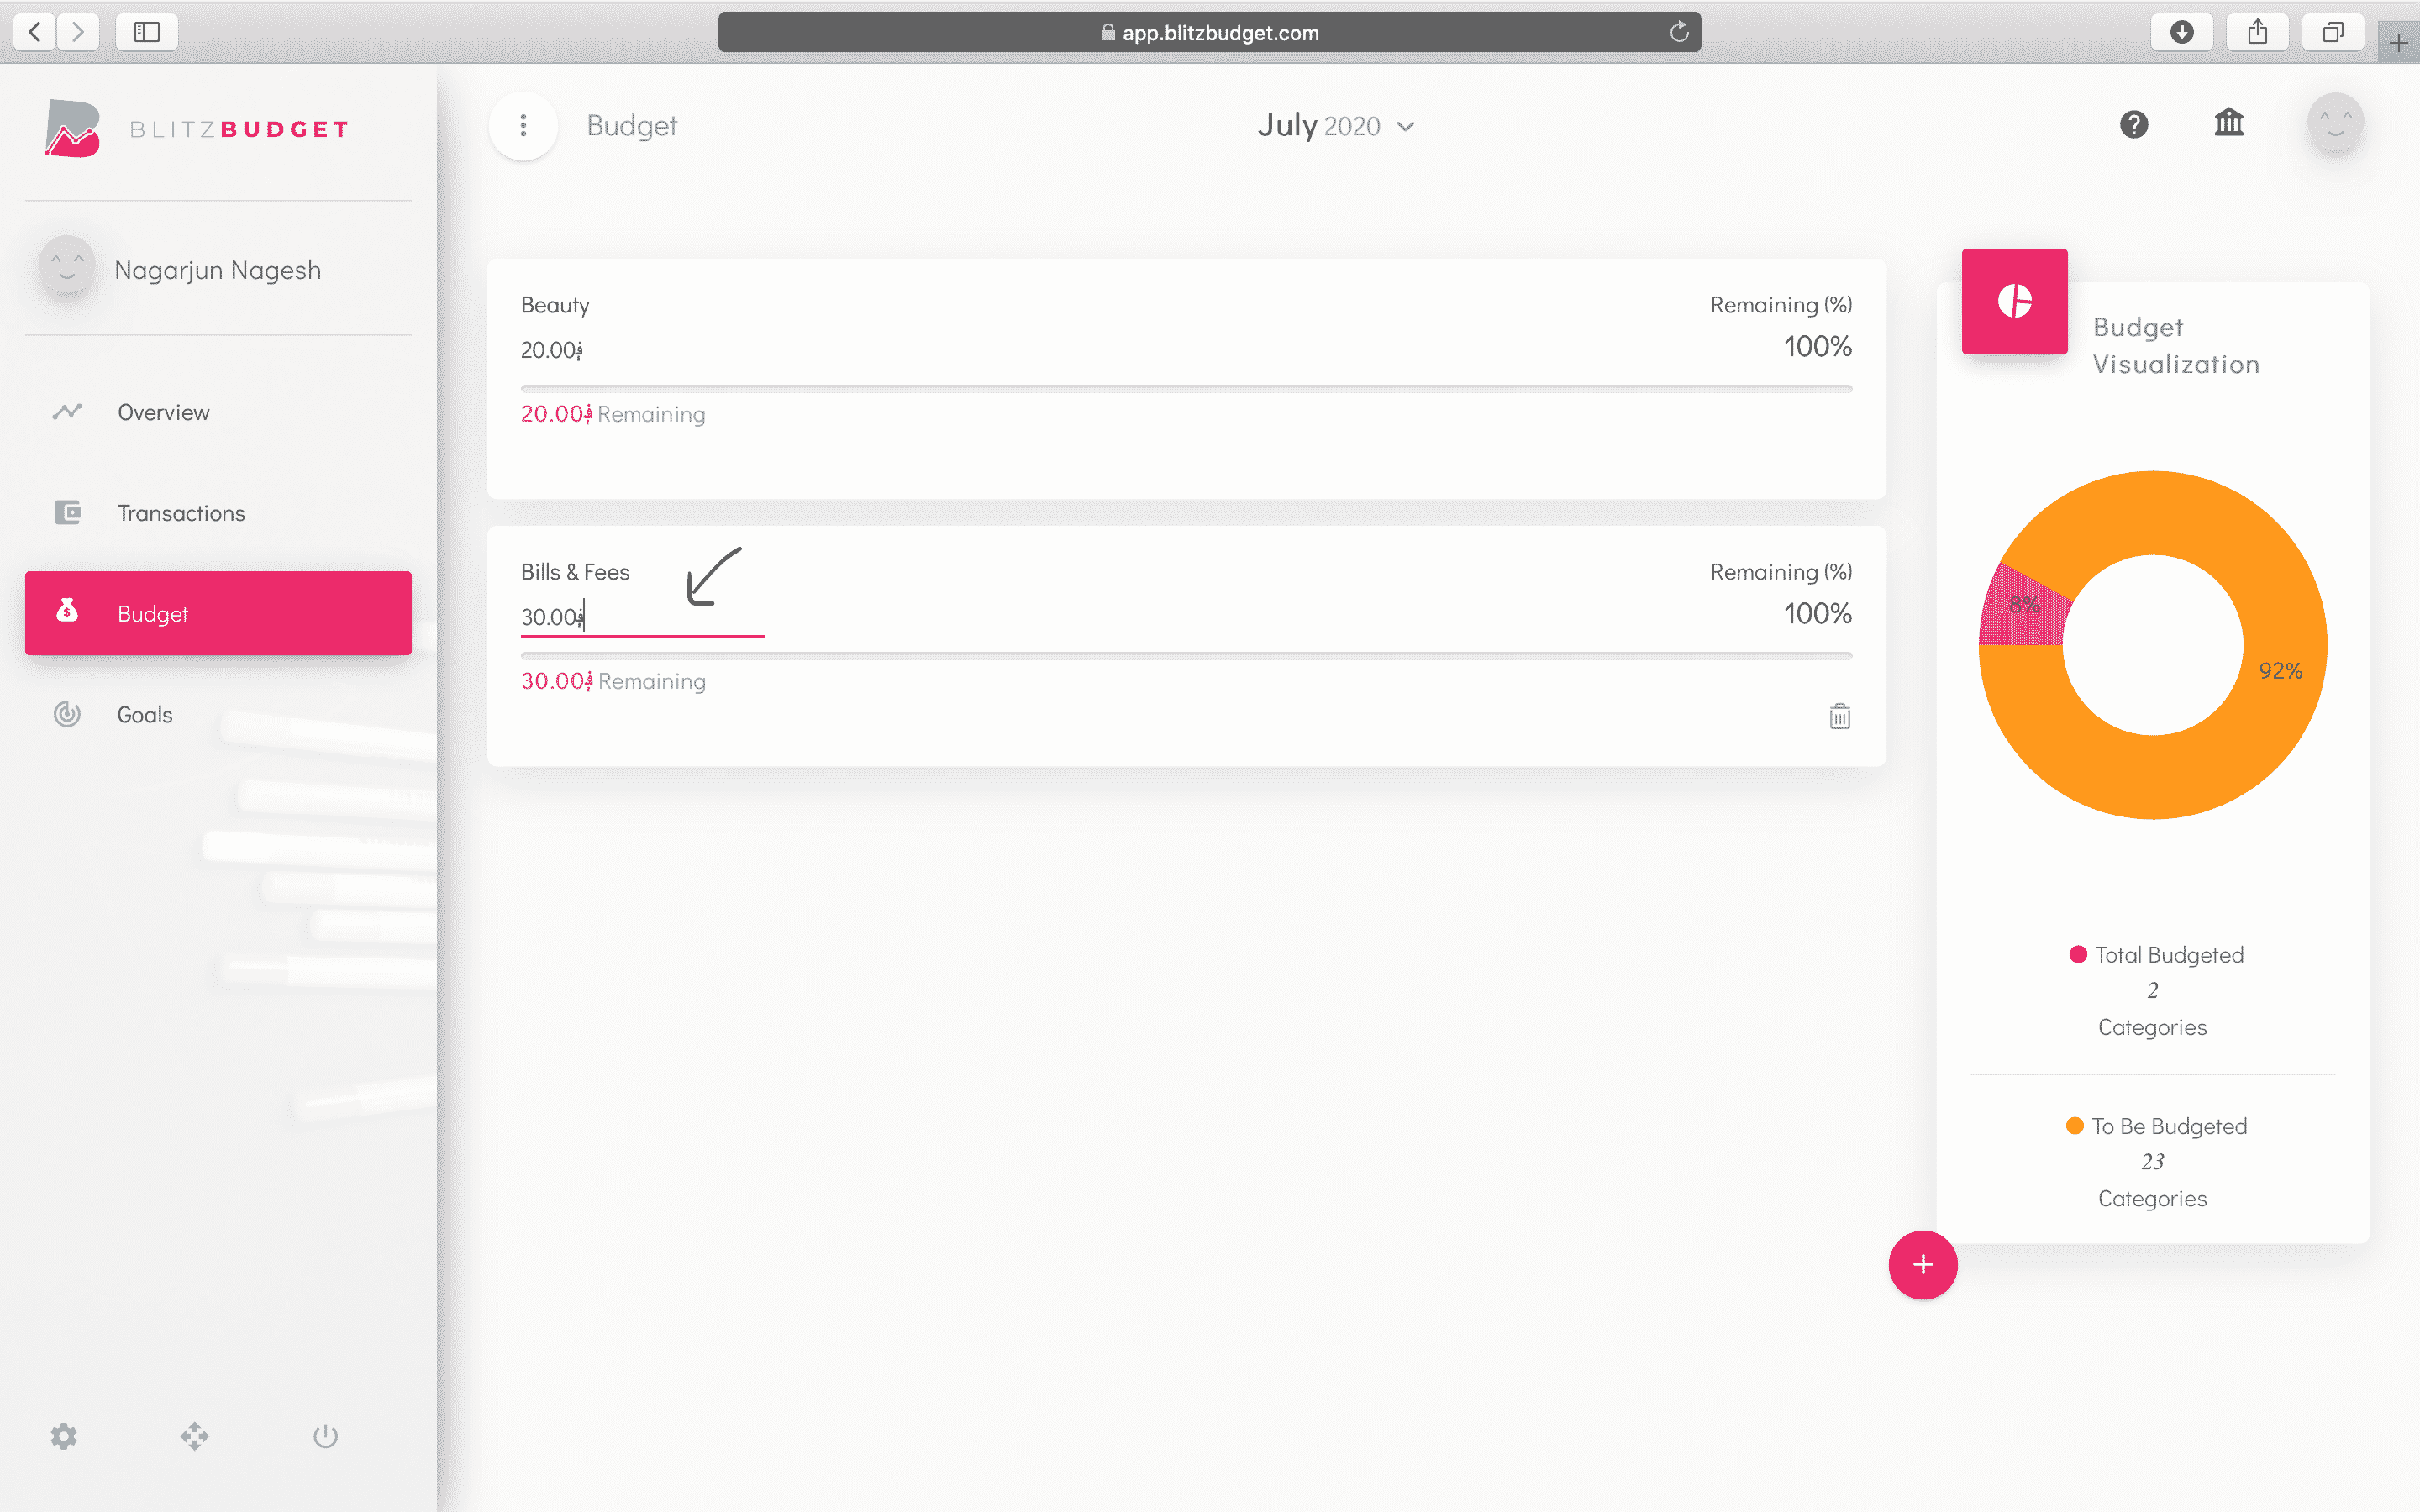 app.blitzbudget.com
BLITZBUDGET
Budget
July 2020
Nagarjun Nagesh
Overview
Transactions
Budget
Goals
Beauty
Remaining (%)
20.00؋
100%
20.00؋ Remaining
Bills & Fees
Remaining (%)
30.00؋
100%
30.00؋ Remaining
Budget
Visualization
8%
92%
Total Budgeted
2
Categories
To Be Budgeted
23
Categories